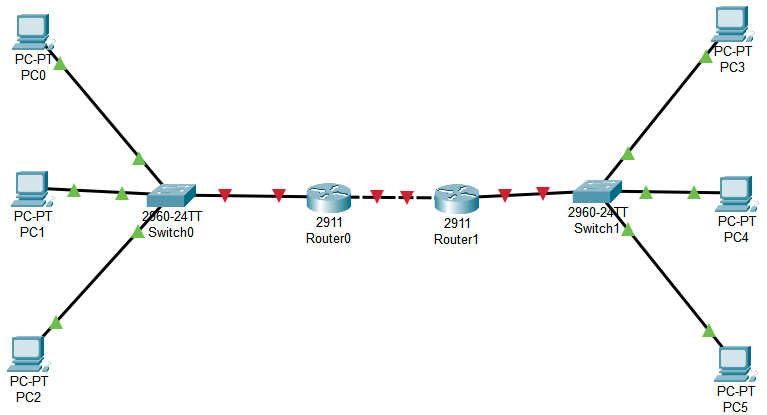 PC-PT
PC0
PC-PT
PC1
PC-PT
PC2
2960-24TT
Switch0
2911
Router0
2911
Router1
2960-24TT
Switch1
PC-PT
PC3
PC-PT
PC4
PC-PT
PC5